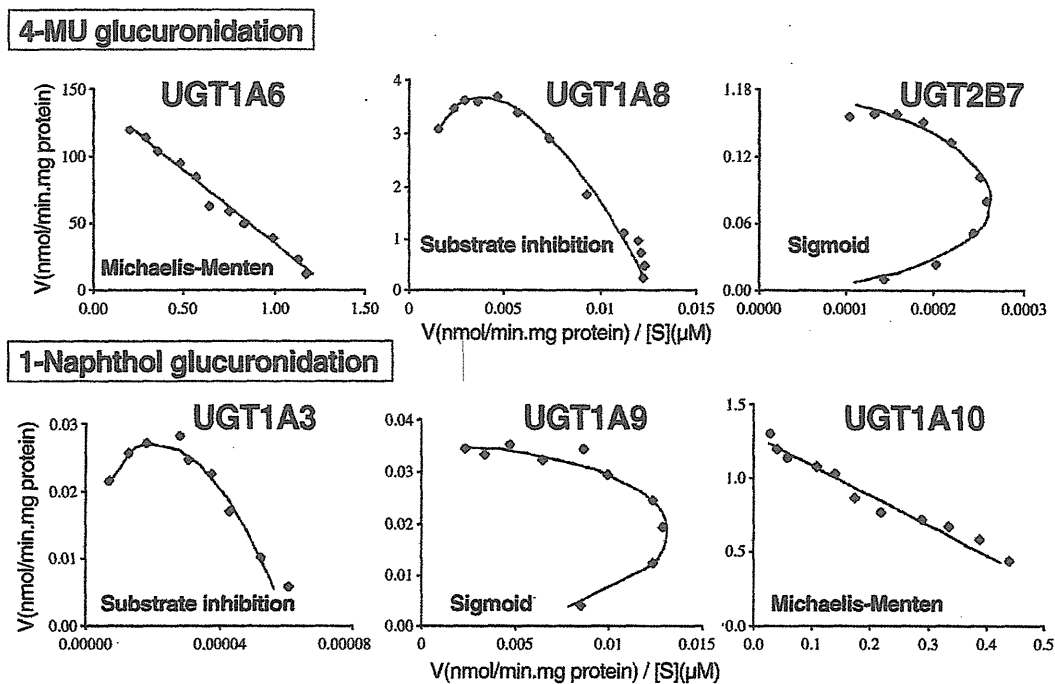 4-MU glucuronidation
UGT1A6
V(nmol/min.mg protein)
150
100
50
0
0.00
0.50
1.00
1.50
Michaelis-Menten
UGT1A8
4
3
2
1
0
0
0.005
0.01
0.015
Substrate inhibition
V(nmol/min.mg protein) / [S](µM)
UGT2B7
1.18
0.12
0.06
0.00
0.0000
0.0001
0.0002
0.0003
Sigmoid
1-Naphthol glucuronidation
UGT1A3
V(nmol/min.mg protein)
0.03
0.02
0.01
0.00
0.00000
0.00004
0.00008
Substrate inhibition
UGT1A9
0.04
0.03
0.02
0.01
0.00
0
0.005
0.01
0.015
Sigmoid
V(nmol/min.mg protein) / [S](µM)
UGT1A10
1.5
1.0
0.5
0.0
0.0
0.1
0.2
0.3
0.4
0.5
Michaelis-Menten